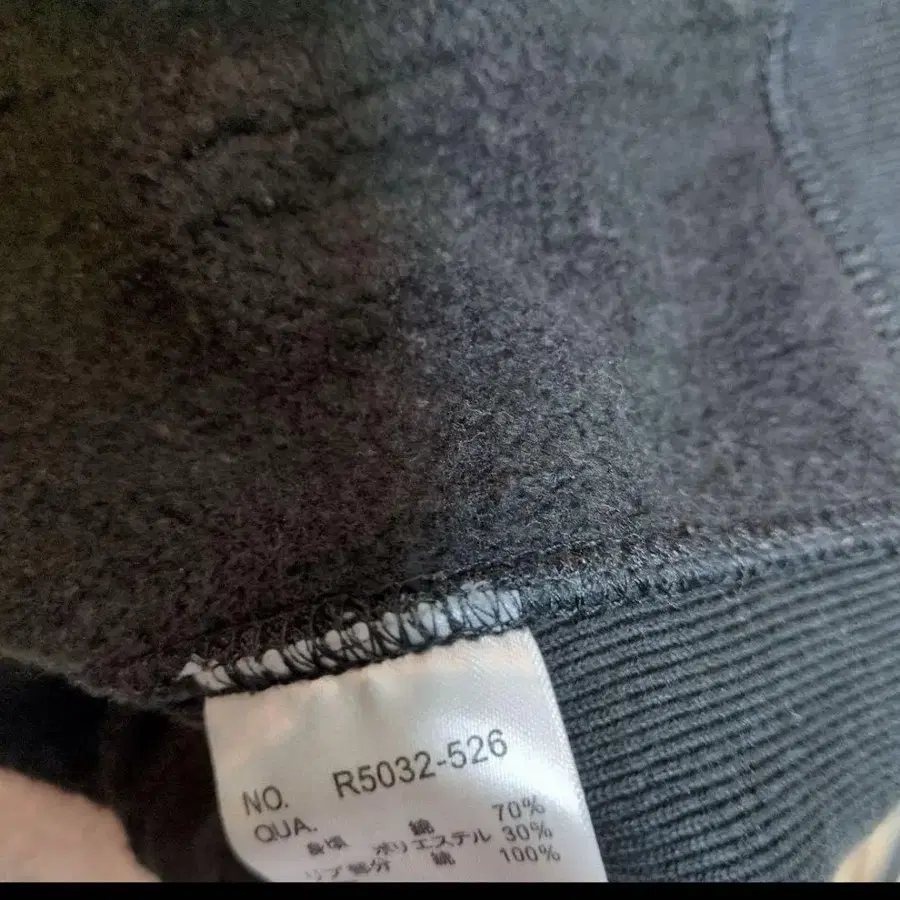 NO. R5032-526
QUA.
身頃 綿 70%
ポリエステル 30%
リブ部分 綿 100%